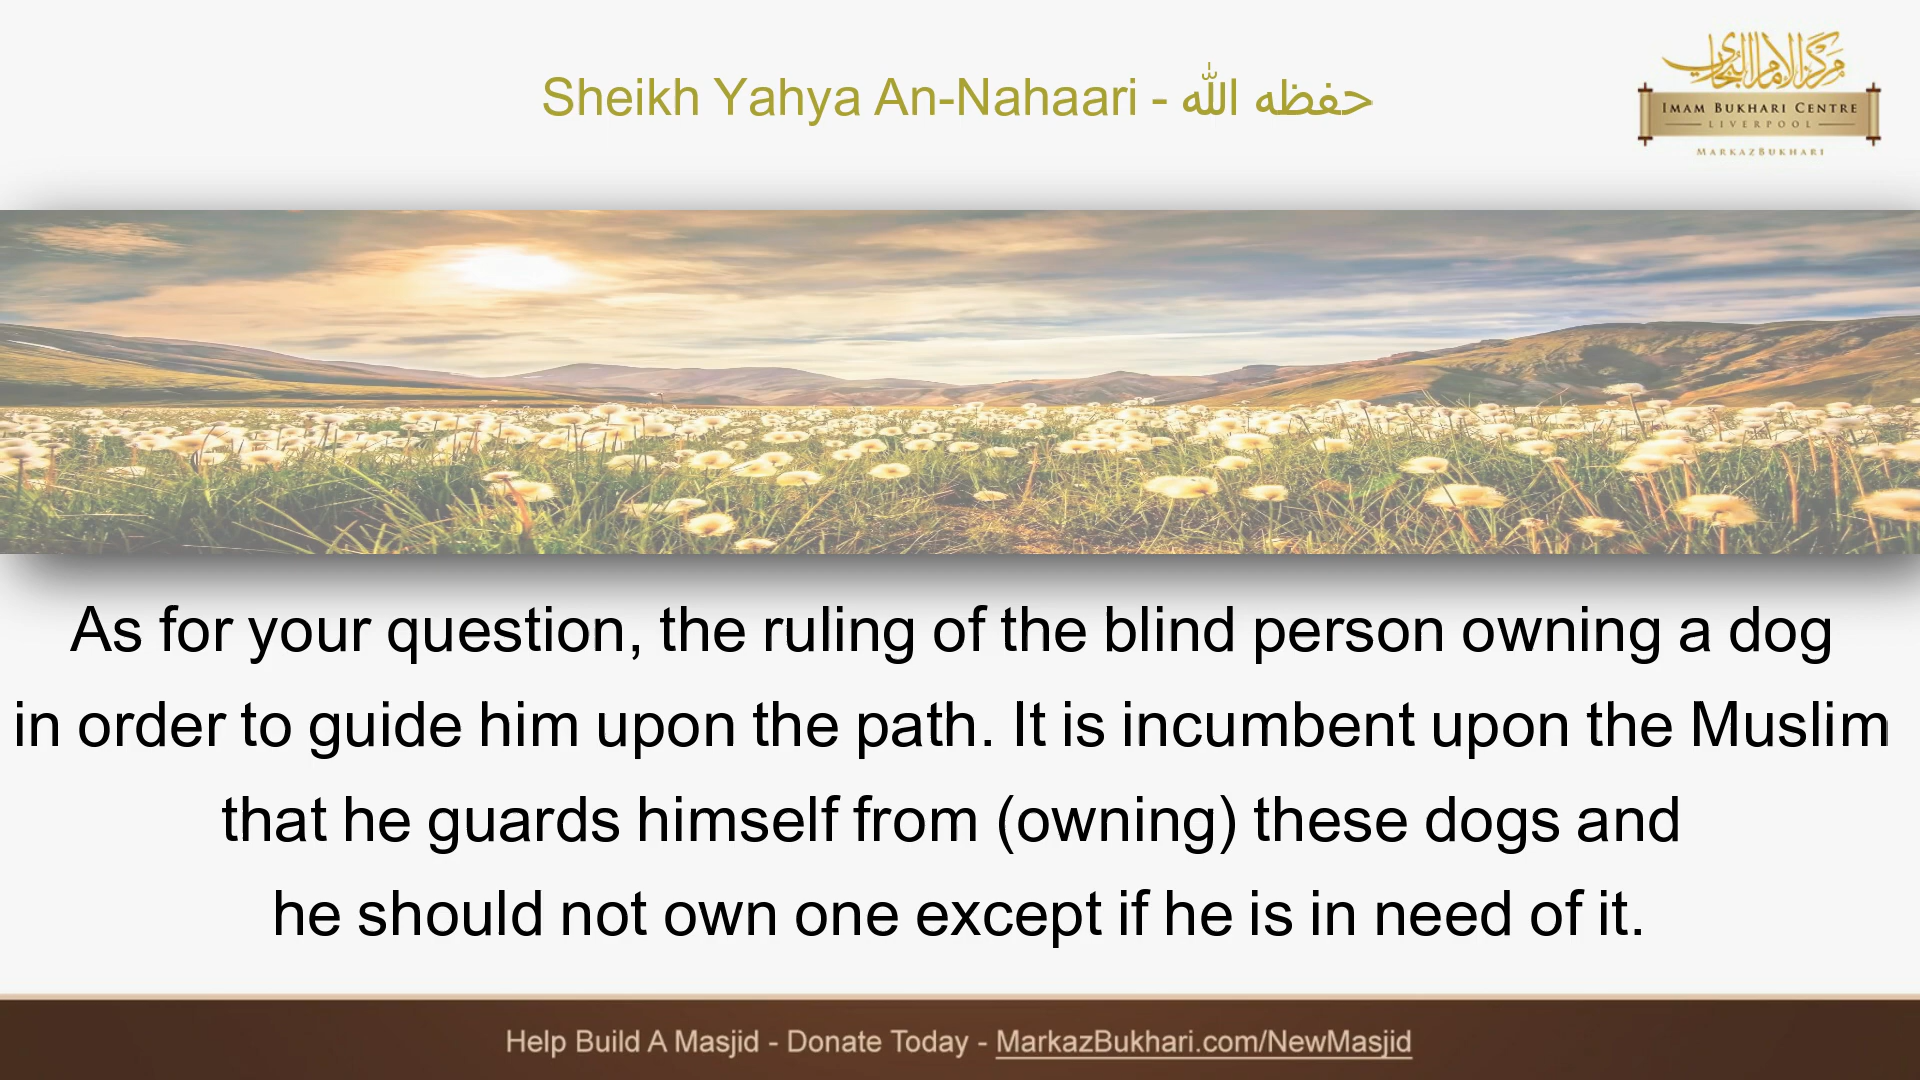 Sheikh Yahya An-Nahaari - حفظه الله
مركز الإمام البخاري
IMAM BUKHARI CENTRE
LIVERPOOL
MARKAZBUKHARI
As for your question, the ruling of the blind person owning a dog
in order to guide him upon the path. It is incumbent upon the Muslim
that he guards himself from (owning) these dogs and
he should not own one except if he is in need of it.
Help Build A Masjid - Donate Today - MarkazBukhari.com/NewMasjid